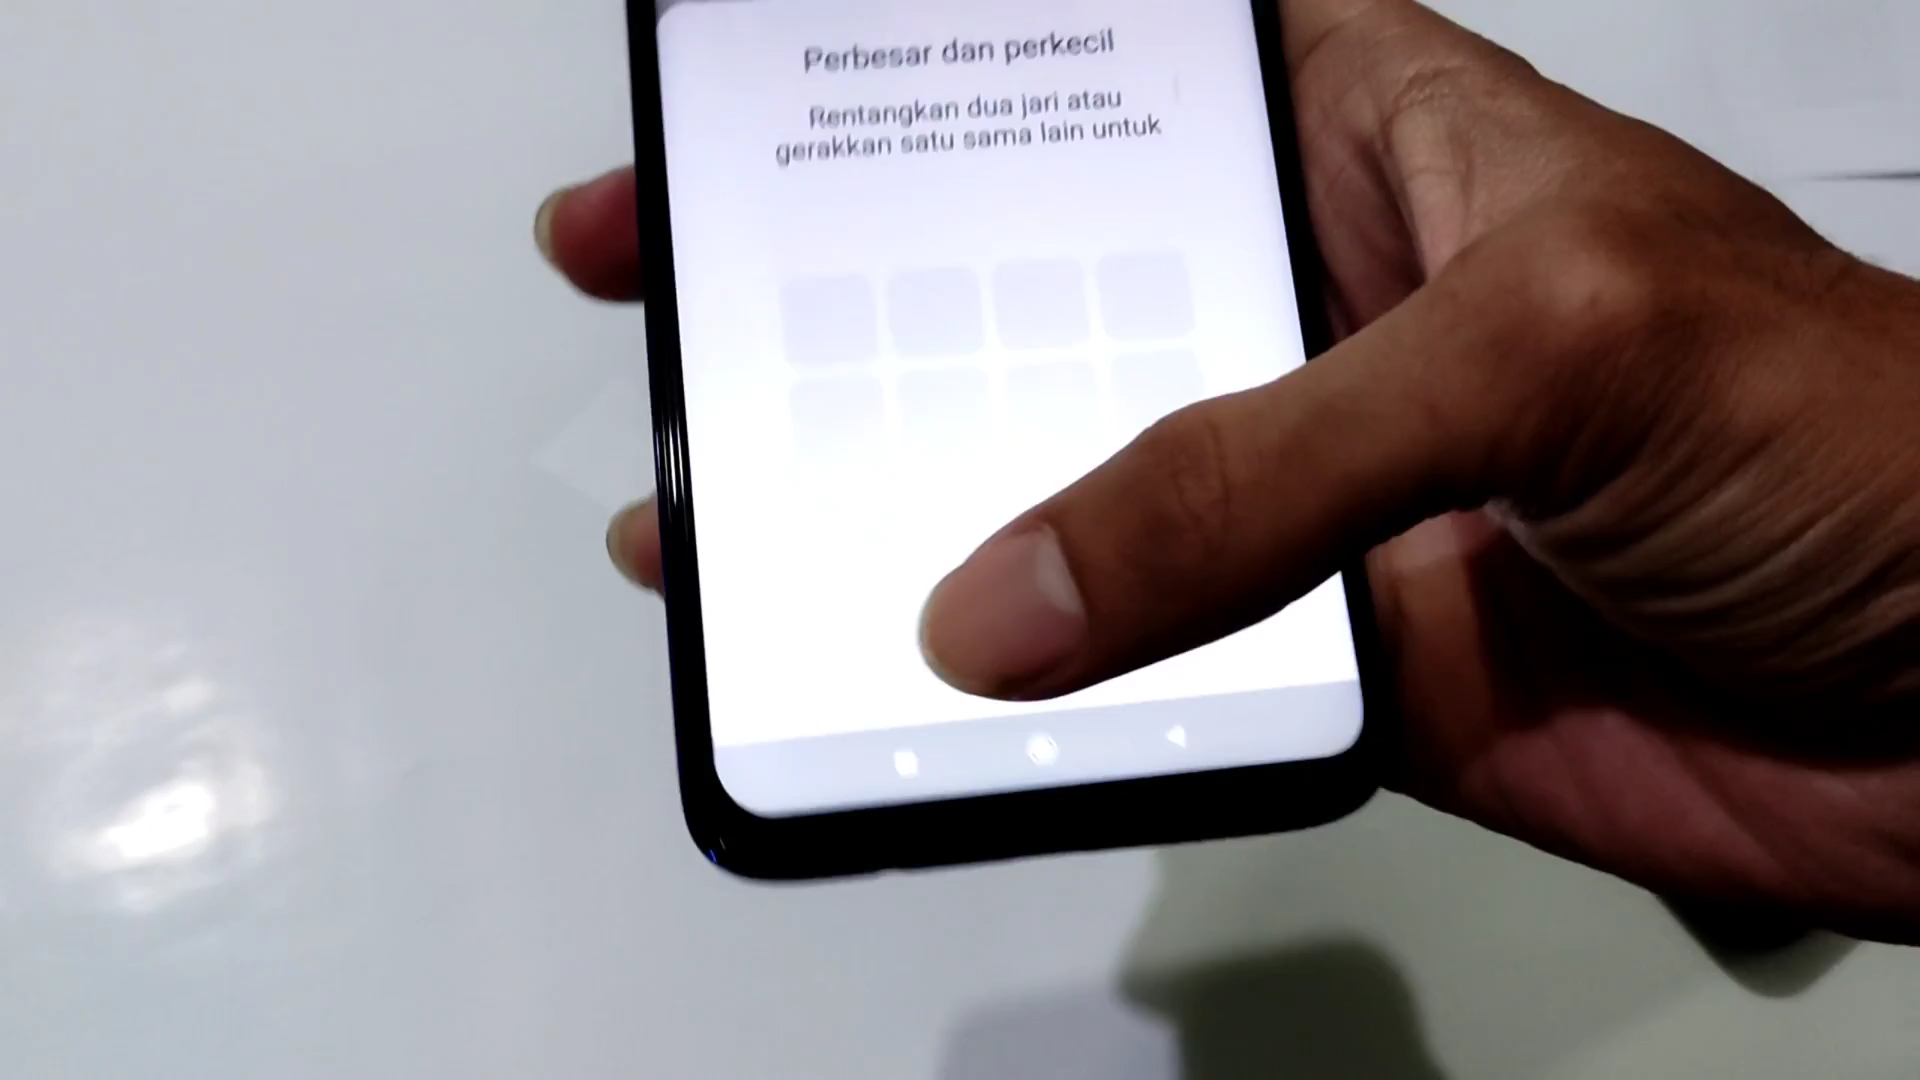 Perbesar dan perkecil
Rentangkan dua jari atau
gerakkan satu sama lain untuk